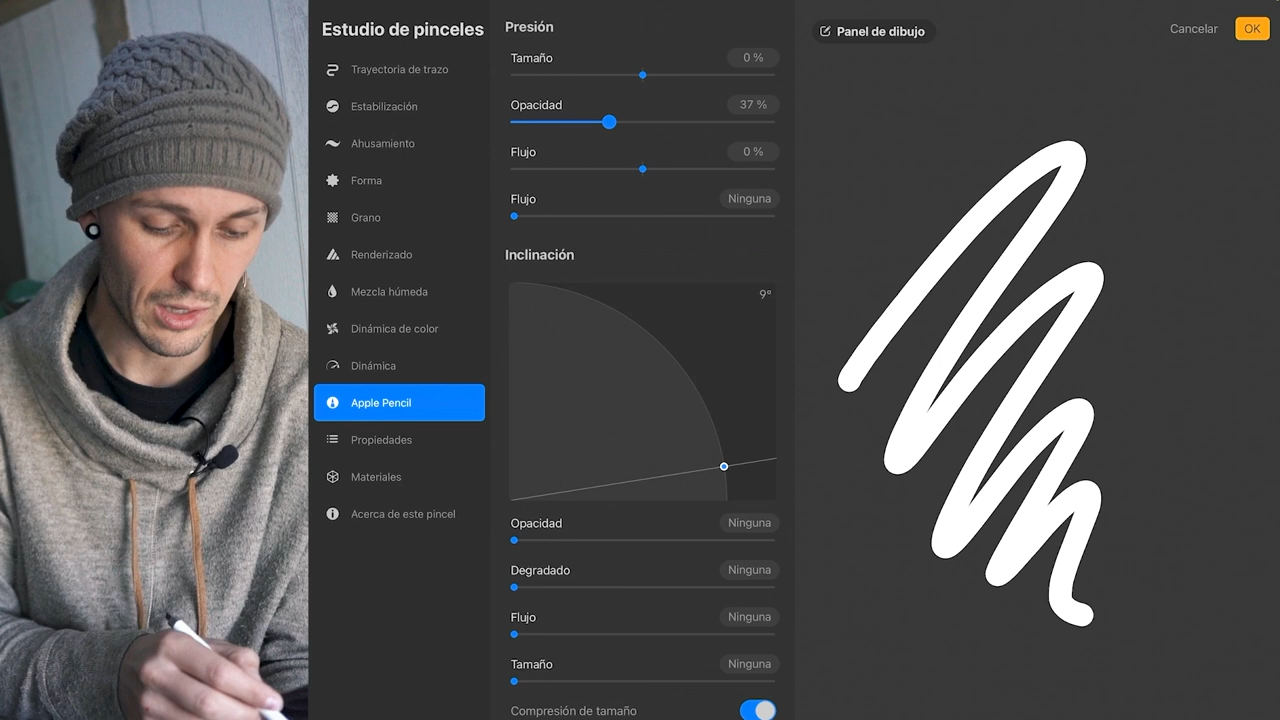 Estudio de pinceles
Trayectoria de trazo
Estabilización
Ahusamiento
Forma
Grano
Renderizado
Mezcla húmeda
Dinámica de color
Dinámica
Apple Pencil
Propiedades
Materiales
Acerca de este pincel
Presión
Tamaño 0 %
Opacidad 37 %
Flujo 0 %
Flujo Ninguna
Inclinación
9°
Opacidad Ninguna
Degradado Ninguna
Flujo Ninguna
Tamaño Ninguna
Compresión de tamaño
Panel de dibujo
Cancelar
OK